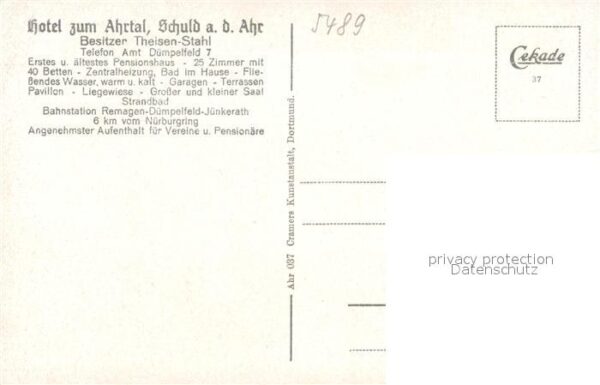 Hotel zum Ahrtal, Schuld a. d. Ahr
Besitzer Theisen-Stahl
Telefon Amt Dümpelfeld 7
Erstes u. ältestes Pensionshaus - 25 Zimmer mit
40 Betten - Zentralheizung, Bad im Hause - Flie-
ßendes Wasser, warm u. kalt - Garagen - Terrassen
Pavillon - Liegewiese - Großer und kleiner Saal
Strandbad
Bahnstation Remagen-Dümpelfeld-Jünkerath
6 km vom Nürburgring
Angenehmster Aufenthalt für Vereine u. Pensionäre
5489
Cekade
37
Ahr 037 Cramers Kunstanstalt, Dortmund.
privacy protection
Datenschutz